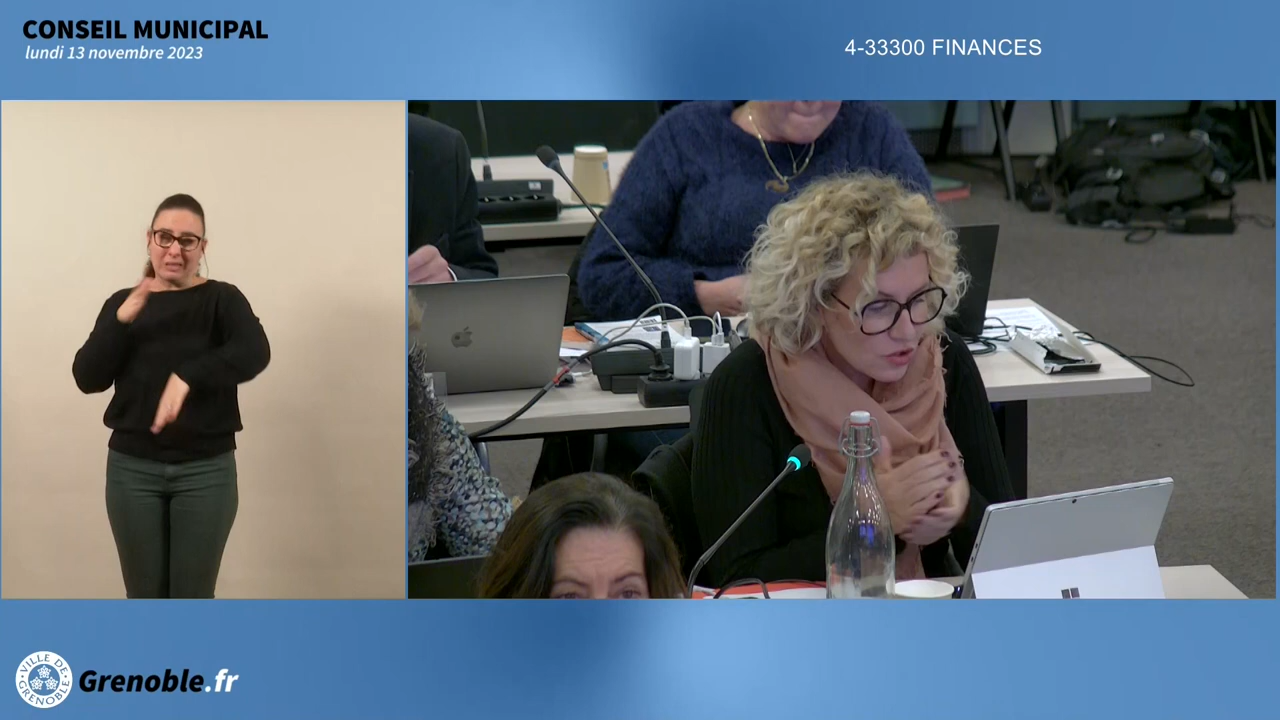 CONSEIL MUNICIPAL
lundi 13 novembre 2023
4-33300 FINANCES
VILLE DE GRENOBLE
Grenoble.fr